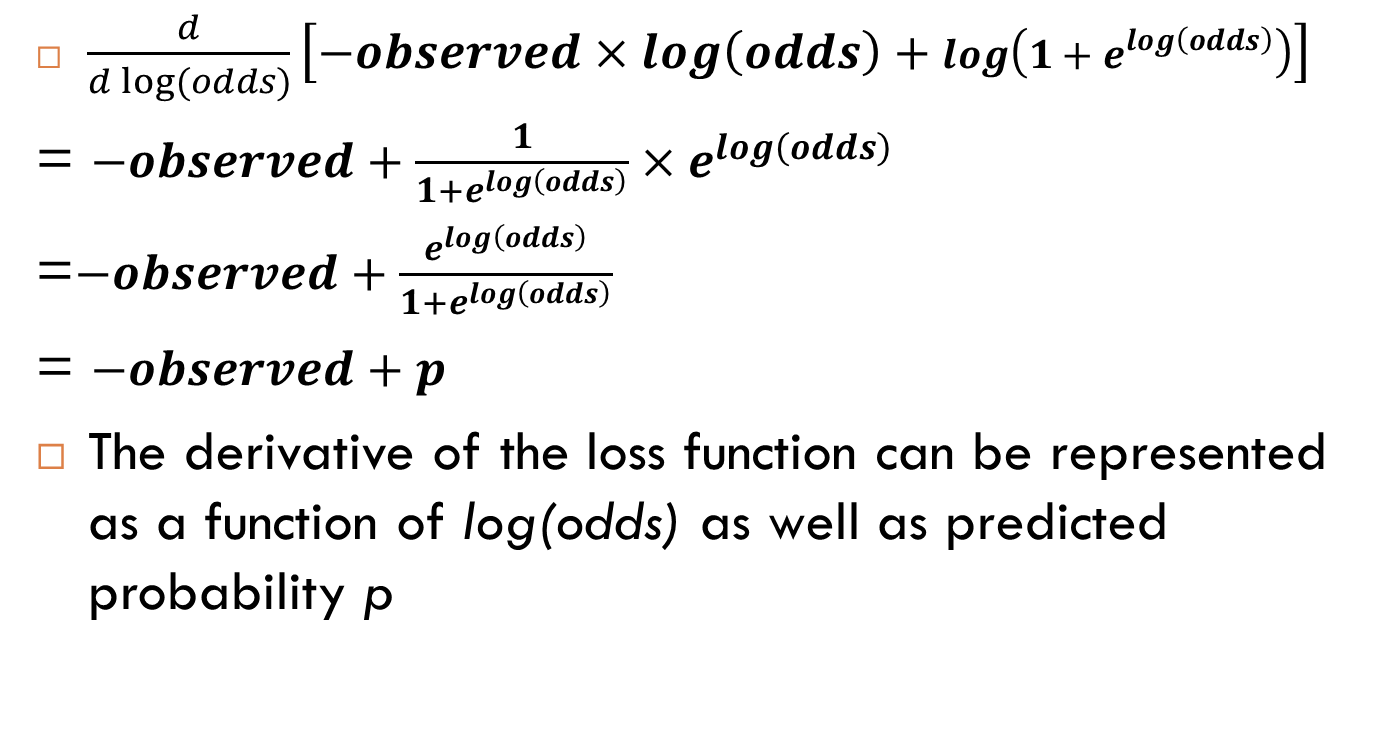 □ d/(d log(odds)) [−observed × log(odds) + log(1 + e^log(odds))]
= −observed + 1/(1+e^log(odds)) × e^log(odds)
=−observed + e^log(odds)/(1+e^log(odds))
= −observed + p
□ The derivative of the loss function can be represented
as a function of log(odds) as well as predicted
probability p